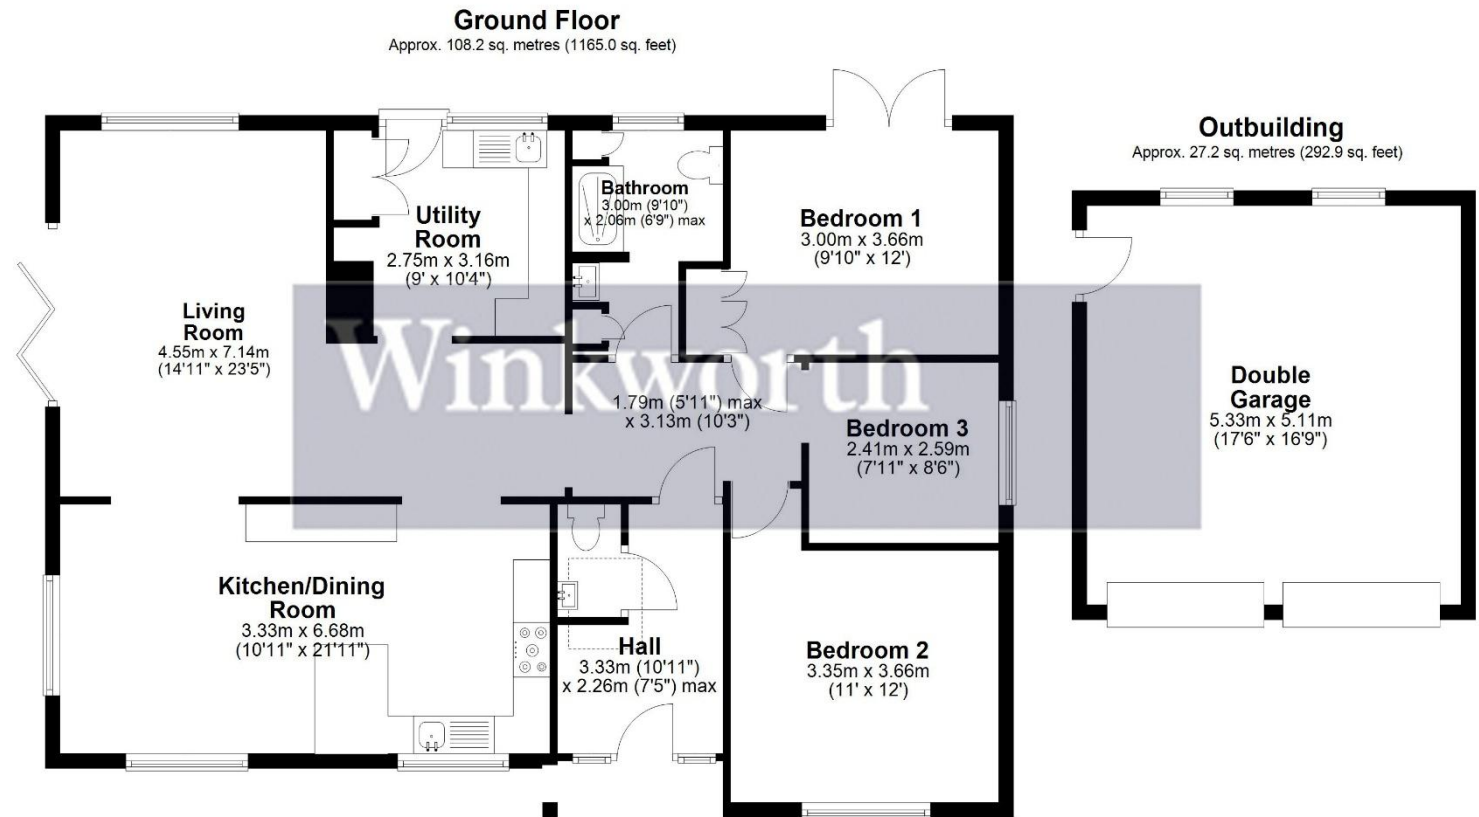 Ground Floor
Approx. 108.2 sq. metres (1165.0 sq. feet)
Outbuilding
Approx. 27.2 sq. metres (292.9 sq. feet)
Utility
Room
2.75m x 3.16m
(9' x 10'4")
Bathroom
3.00m (9'10")
x 2.06m (6'9") max
Bedroom 1
3.00m x 3.66m
(9'10" x 12')
Living
Room
4.55m x 7.14m
(14'11" x 23'5")
Winkworth
1.79m (5'11") max
x 3.13m (10'3")
Bedroom 3
2.41m x 2.59m
(7'11" x 8'6")
Double
Garage
5.33m x 5.11m
(17'6" x 16'9")
Kitchen/Dining
Room
3.33m x 6.68m
(10'11" x 21'11")
Hall
3.33m (10'11")
x 2.26m (7'5") max
Bedroom 2
3.35m x 3.66m
(11' x 12')